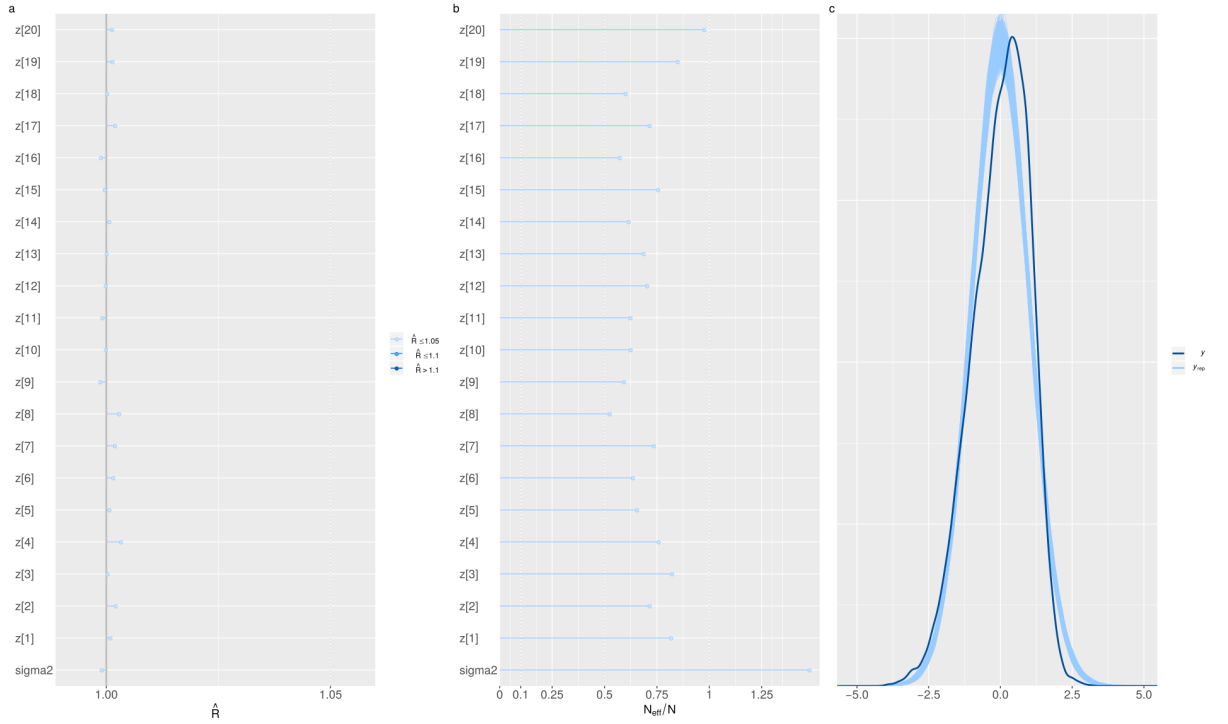 a
z[20]
z[19]
z[18]
z[17]
z[16]
z[15]
z[14]
z[13]
z[12]
z[11]
z[10]
z[9]
z[8]
z[7]
z[6]
z[5]
z[4]
z[3]
z[2]
z[1]
sigma2
1.00 1.05
R̂
R̂ ≤ 1.05
R̂ ≤ 1.1
R̂ > 1.1
b
z[20]
z[19]
z[18]
z[17]
z[16]
z[15]
z[14]
z[13]
z[12]
z[11]
z[10]
z[9]
z[8]
z[7]
z[6]
z[5]
z[4]
z[3]
z[2]
z[1]
sigma2
0 0.1 0.25 0.5 0.75 1 1.25
Neff/N
c
-5.0 -2.5 0.0 2.5 5.0
y
yrep